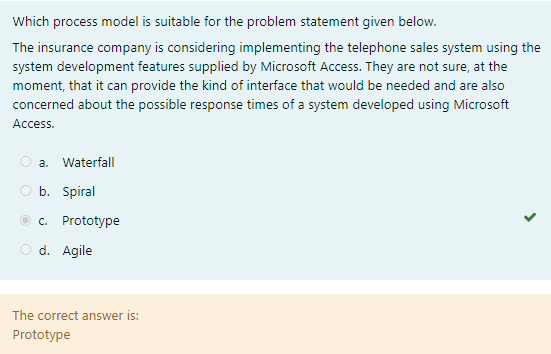 Which process model is suitable for the problem statement given below.
The insurance company is considering implementing the telephone sales system using the
system development features supplied by Microsoft Access. They are not sure, at the
moment, that it can provide the kind of interface that would be needed and are also
concerned about the possible response times of a system developed using Microsoft
Access.
a. Waterfall
b. Spiral
c. Prototype
d. Agile
The correct answer is:
Prototype